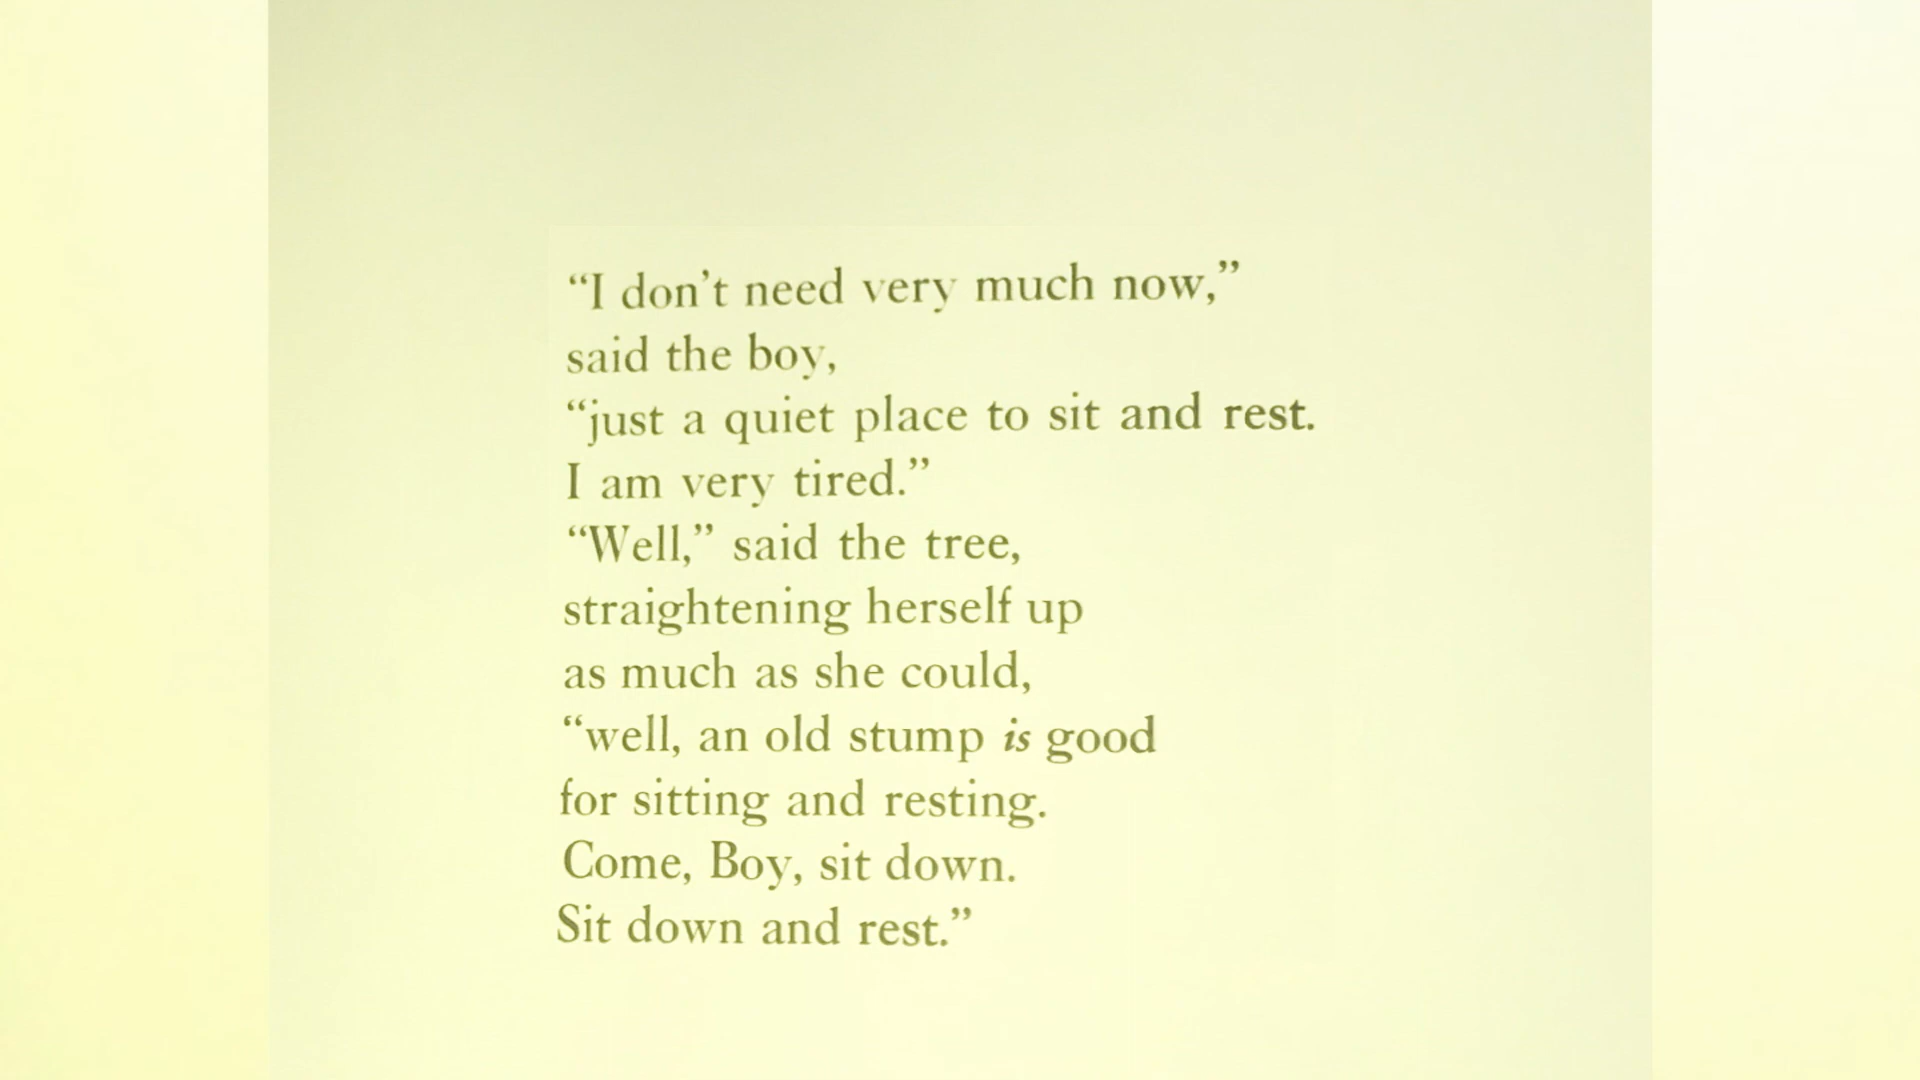 “I don’t need very much now,”
said the boy,
“just a quiet place to sit and rest.
I am very tired.”
“Well,” said the tree,
straightening herself up
as much as she could,
“well, an old stump is good
for sitting and resting.
Come, Boy, sit down.
Sit down and rest.”